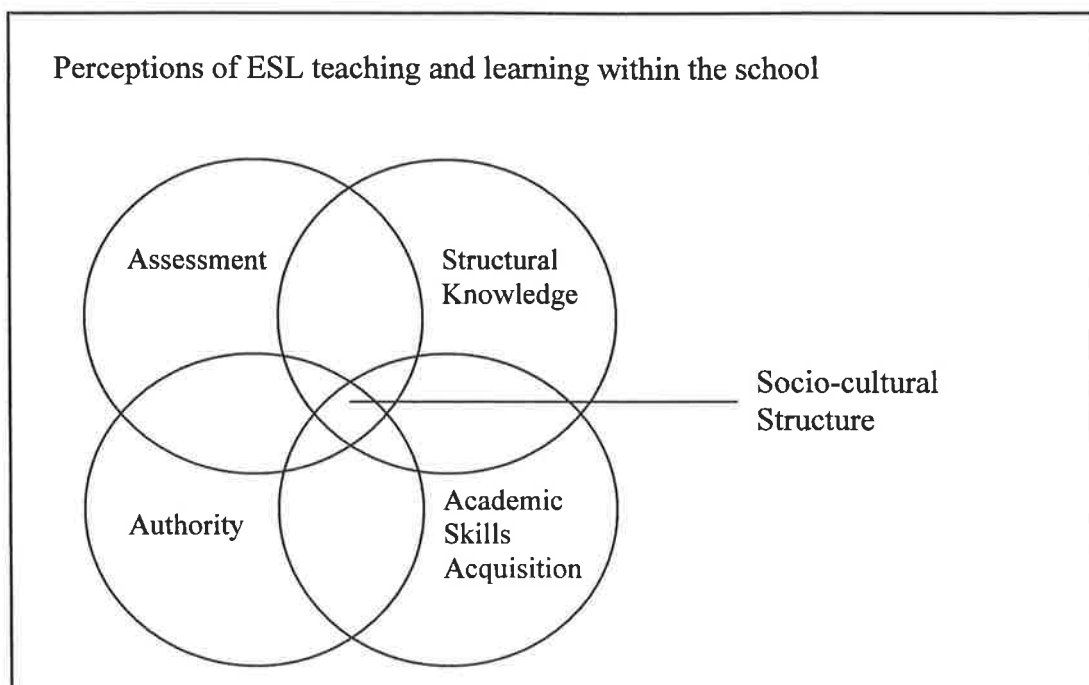 Perceptions of ESL teaching and learning within the school
Assessment
Structural
Knowledge
Socio-cultural
Structure
Authority
Academic
Skills
Acquisition